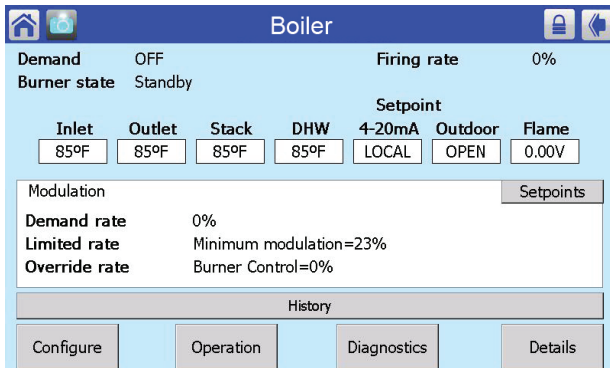 Boiler
Demand OFF Firing rate 0%
Burner state Standby
Setpoint
Inlet Outlet Stack DHW 4-20mA Outdoor Flame
85ºF 85ºF 85ºF 85ºF LOCAL OPEN 0.00V
Modulation Setpoints
Demand rate 0%
Limited rate Minimum modulation=23%
Override rate Burner Control=0%
History
Configure Operation Diagnostics Details